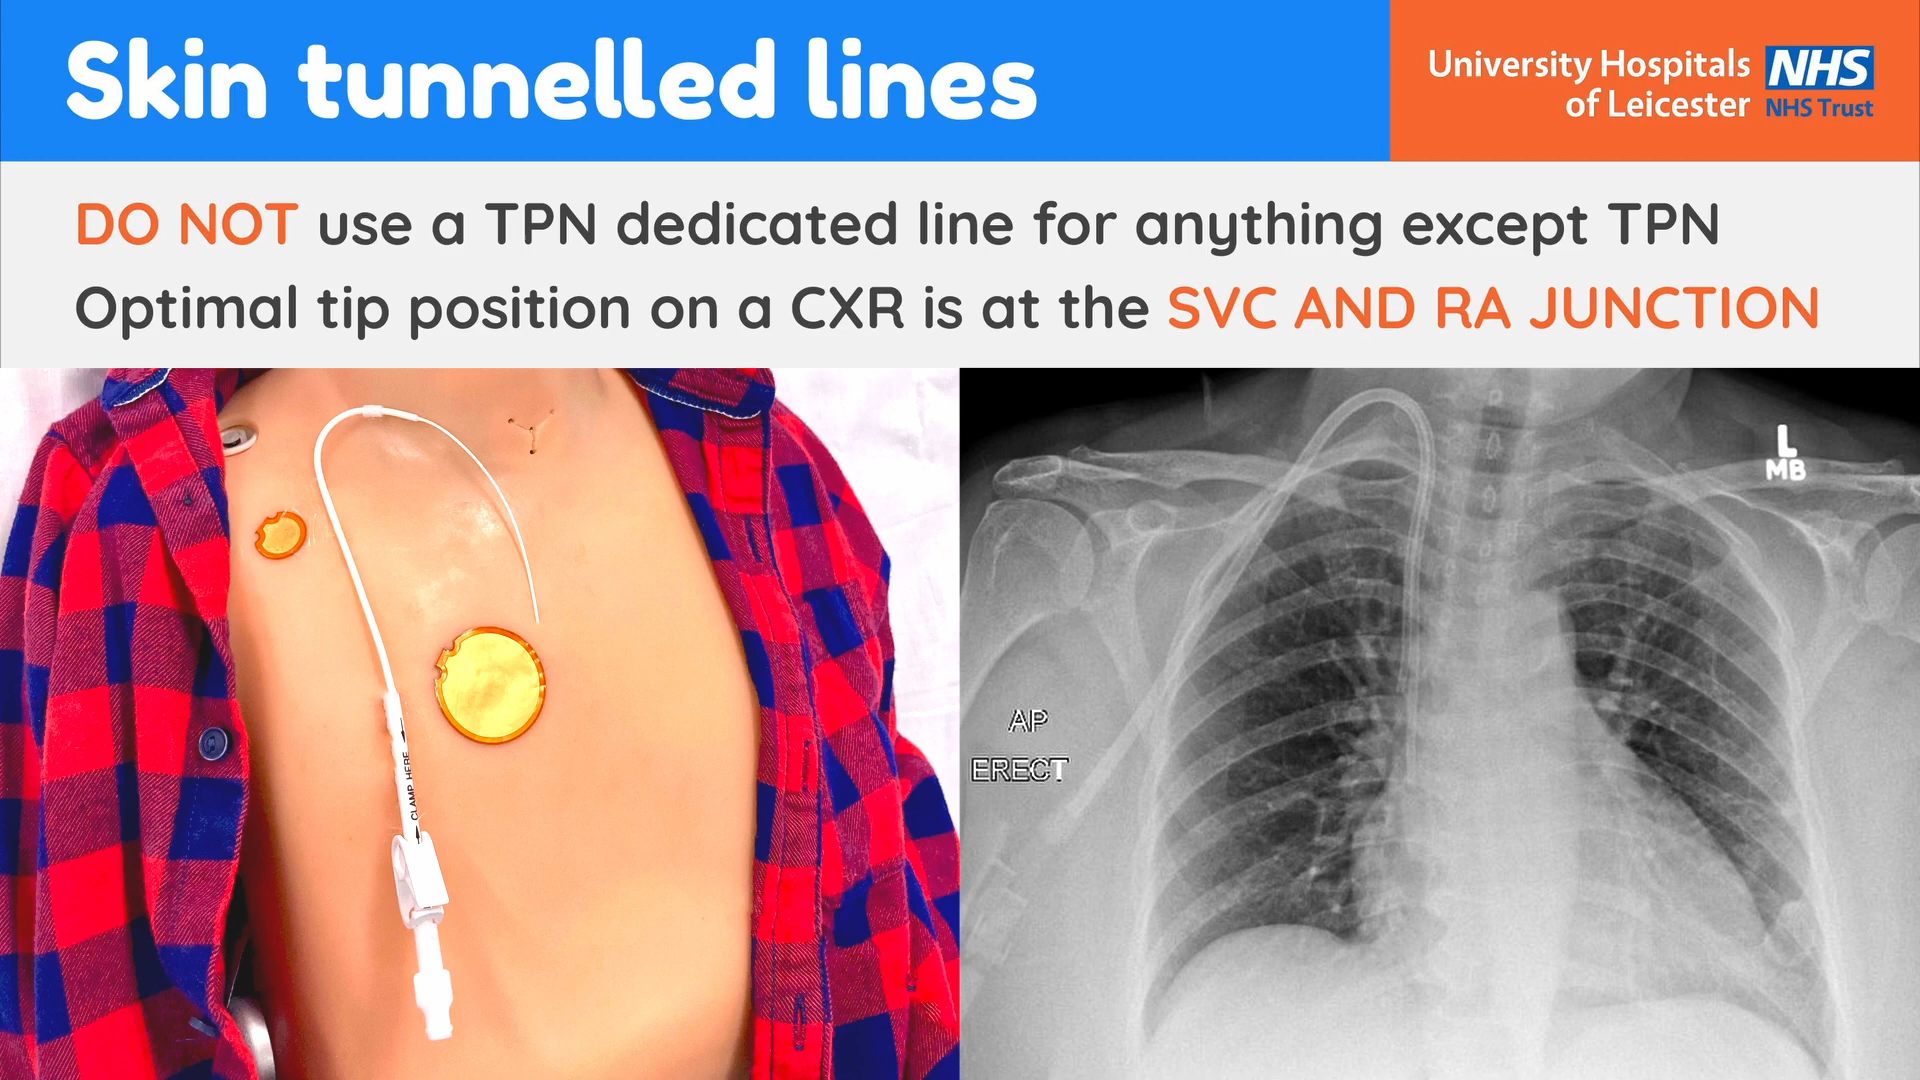 Skin tunnelled lines
University Hospitals
of Leicester
NHS
NHS Trust
DO NOT use a TPN dedicated line for anything except TPN
Optimal tip position on a CXR is at the SVC AND RA JUNCTION
CLAMP HERE
L
MB
AP
ERECT